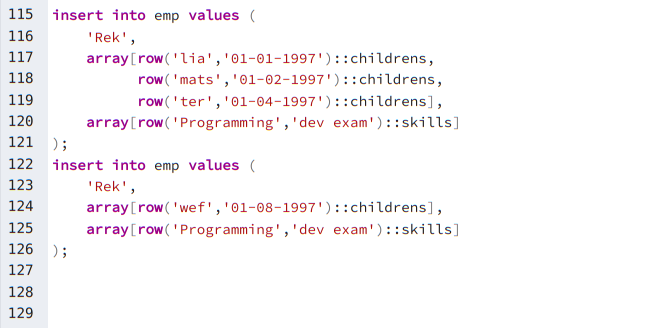 115 insert into emp values (
116     'Rek',
117     array[row('lia','01-01-1997')::childrens,
118           row('mats','01-02-1997')::childrens,
119           row('ter','01-04-1997')::childrens],
120     array[row('Programming','dev exam')::skills]
121 );
122 insert into emp values (
123     'Rek',
124     array[row('wef','01-08-1997')::childrens],
125     array[row('Programming','dev exam')::skills]
126 );
127
128
129